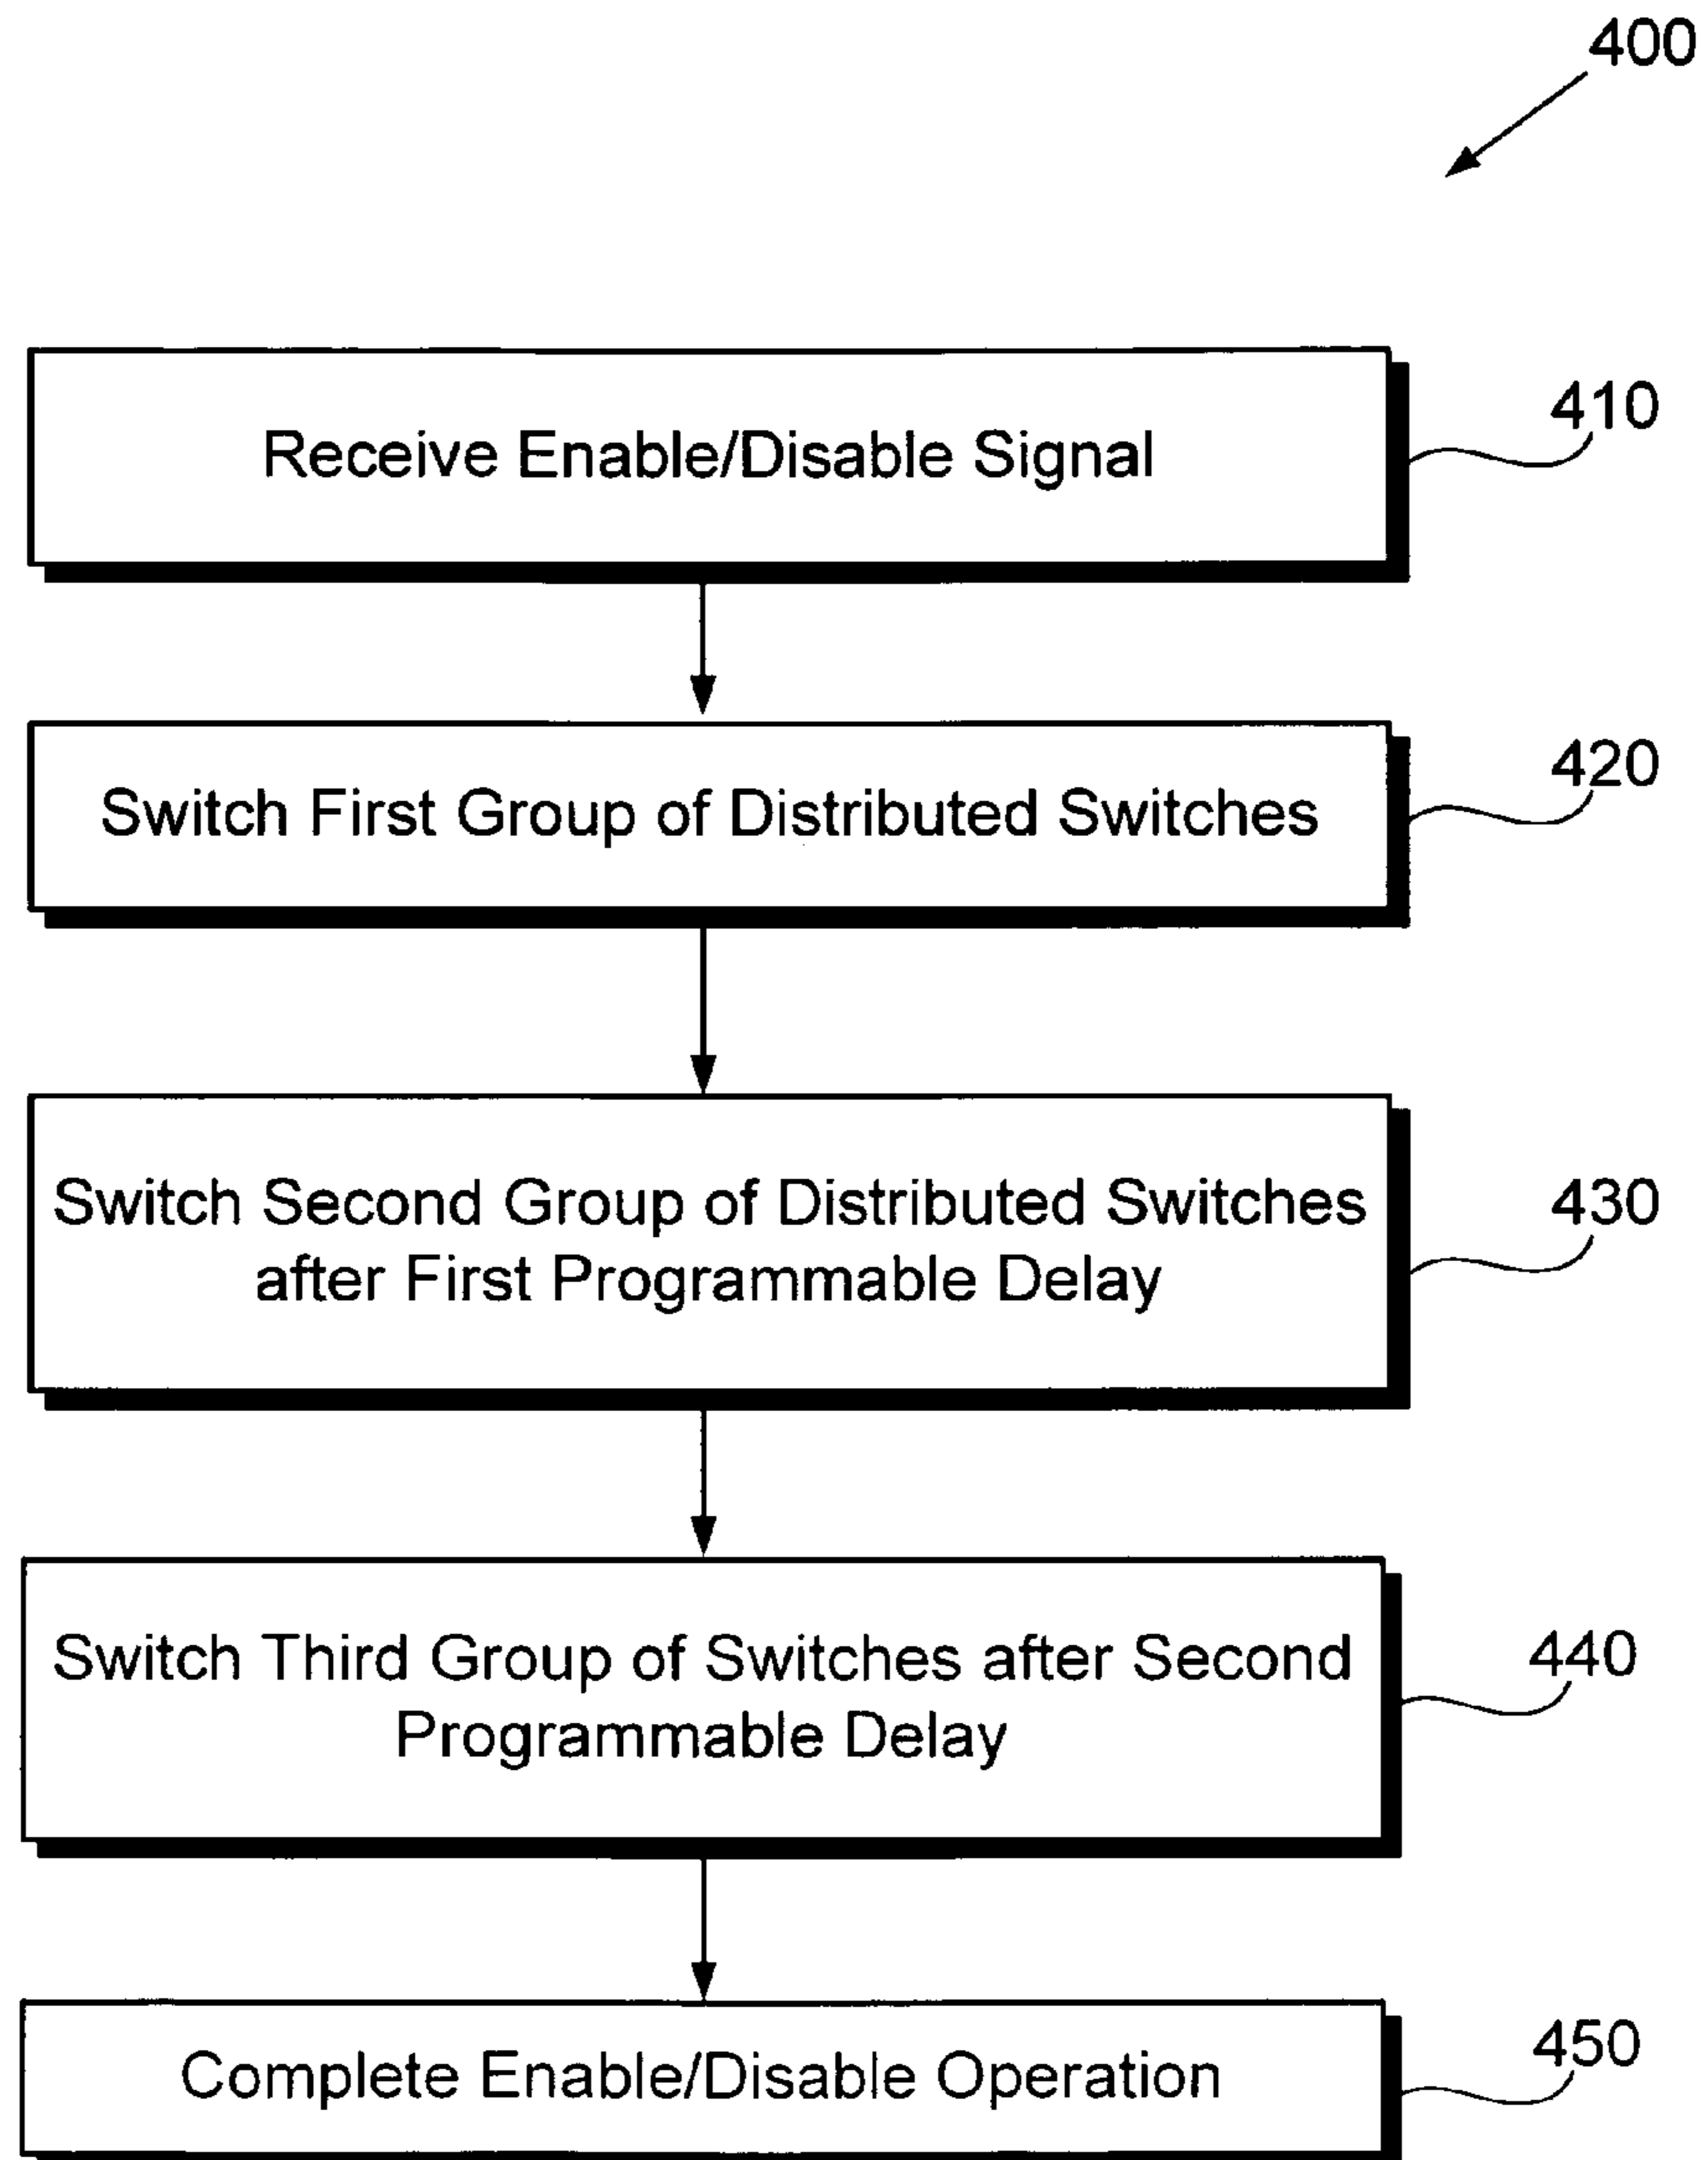 400
Receive Enable/Disable Signal
410
Switch First Group of Distributed Switches
420
Switch Second Group of Distributed Switches
after First Programmable Delay
430
Switch Third Group of Switches after Second
Programmable Delay
440
Complete Enable/Disable Operation
450